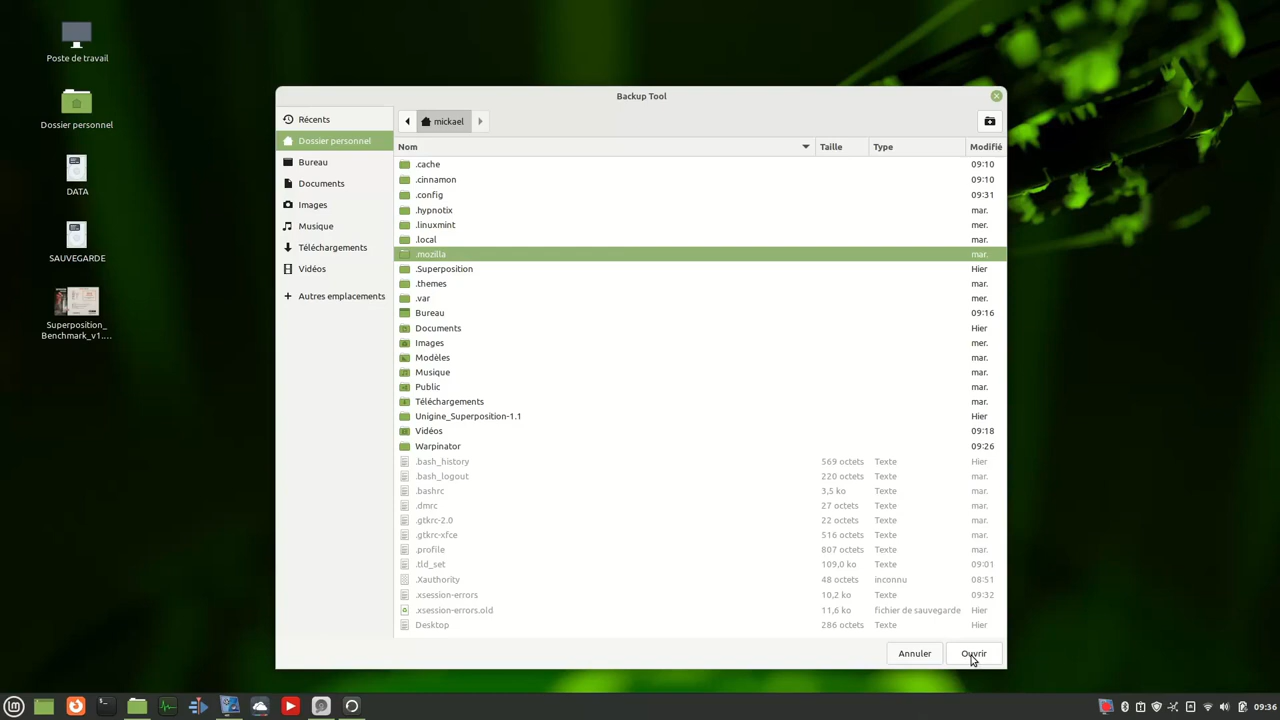 Poste de travail
Dossier personnel
DATA
SAUVEGARDE
Superposition_
Benchmark_v1....
Backup Tool
Récents
Dossier personnel
Bureau
Documents
Images
Musique
Téléchargements
Vidéos
Autres emplacements
mickael
Nom Taille Type Modifié
.cache 09:10
.cinnamon 09:10
.config 09:31
.hypnotix mar.
.linuxmint mer.
.local mar.
.mozilla mar.
.Superposition Hier
.themes mar.
.var mer.
Bureau 09:16
Documents Hier
Images mer.
Modèles mar.
Musique mar.
Public mar.
Téléchargements mar.
Unigine_Superposition-1.1 Hier
Vidéos 09:18
Warpinator 09:26
.bash_history 569 octets Texte Hier
.bash_logout 220 octets Texte mar.
.bashrc 3,5 ko Texte mar.
.dmrc 27 octets Texte mar.
.gtkrc-2.0 22 octets Texte mar.
.gtkrc-xfce 516 octets Texte mar.
.profile 807 octets Texte mar.
.tld_set 109,0 ko Texte 09:01
.Xauthority 48 octets inconnu 08:51
.xsession-errors 10,2 ko Texte 09:32
.xsession-errors.old 11,6 ko fichier de sauvegarde Hier
Desktop 286 octets Texte Hier
Annuler Ouvrir
09:36